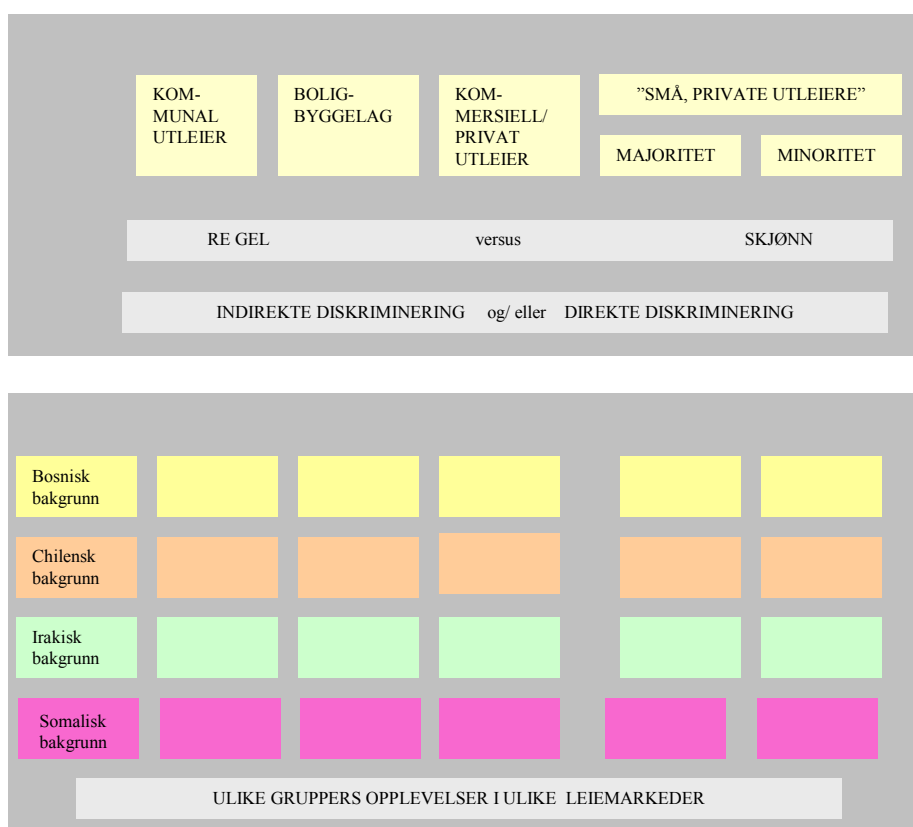 KOM-
MUNAL
UTLEIER
BOLIG-
BYGGELAG
KOM-
MERSIELL/
PRIVAT
UTLEIER
”SMÅ, PRIVATE UTLEIERE”
MAJORITET
MINORITET
RE GEL versus SKJØNN
INDIREKTE DISKRIMINERING og/ eller DIREKTE DISKRIMINERING
Bosnisk
bakgrunn
Chilensk
bakgrunn
Irakisk
bakgrunn
Somalisk
bakgrunn
ULIKE GRUPPERS OPPLEVELSER I ULIKE LEIEMARKEDER